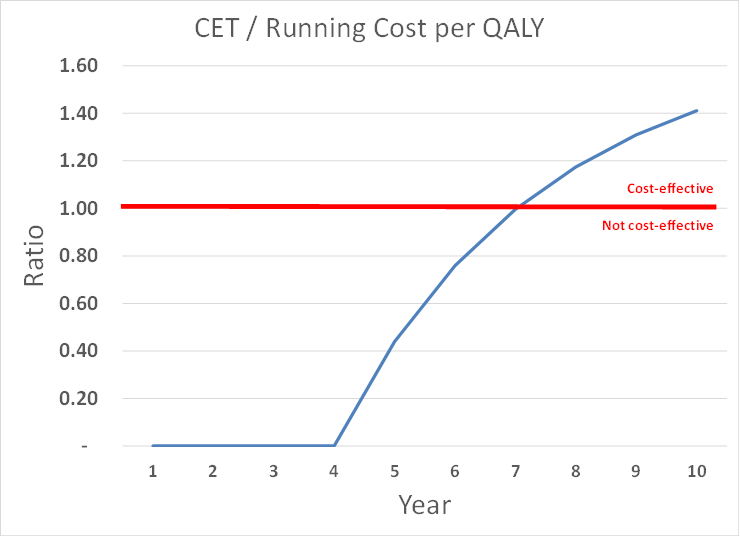 CET / Running Cost per QALY
1.60
1.40
1.20
Cost-effective
1.00
Not cost-effective
0.80
Ratio
0.60
0.40
0.20
-
1 2 3 4 5 6 7 8 9 10
Year